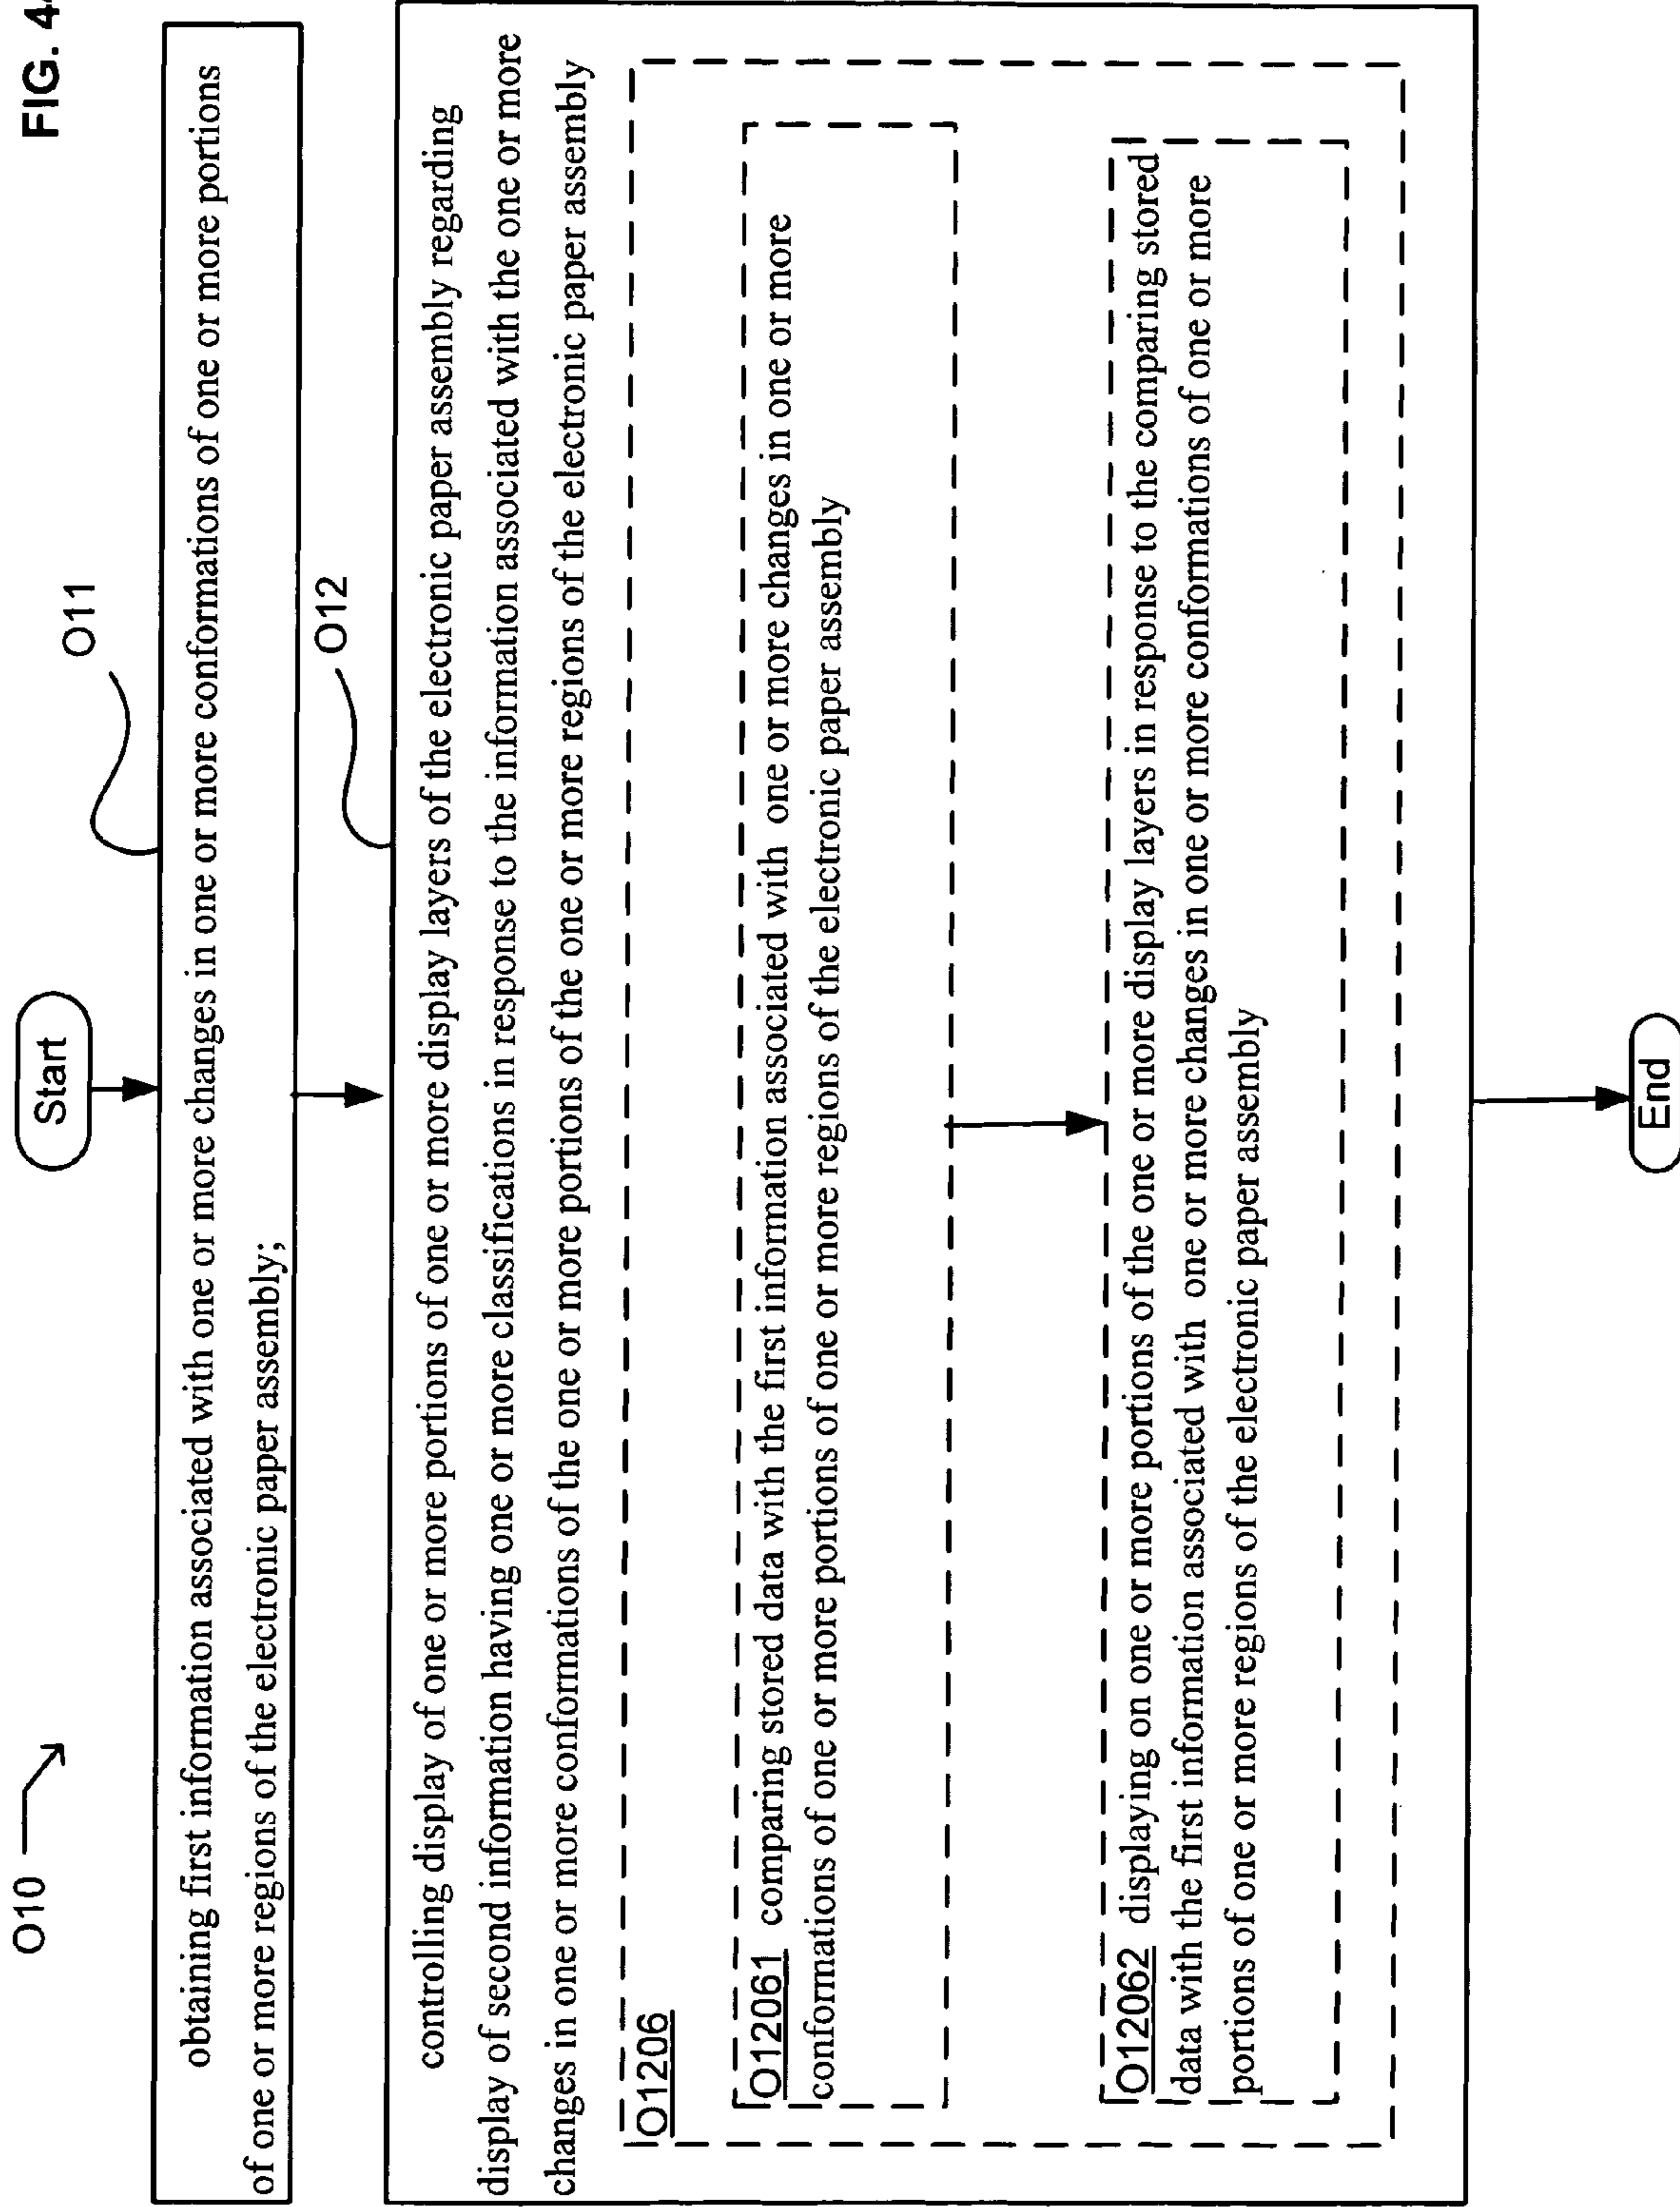 FIG. 4
O10
Start
O11
obtaining first information associated with one or more changes in one or more conformations of one or more portions
of one or more regions of the electronic paper assembly;
O12
controlling display of one or more portions of one or more display layers of the electronic paper assembly regarding
display of second information having one or more classifications in response to the information associated with the one or more
changes in one or more conformations of the one or more portions of the one or more regions of the electronic paper assembly
O1206
O12061 comparing stored data with the first information associated with one or more changes in one or more
conformations of one or more portions of one or more regions of the electronic paper assembly
O12062 displaying on one or more portions of the one or more display layers in response to the comparing stored
data with the first information associated with one or more changes in one or more conformations of one or more
portions of one or more regions of the electronic paper assembly
End